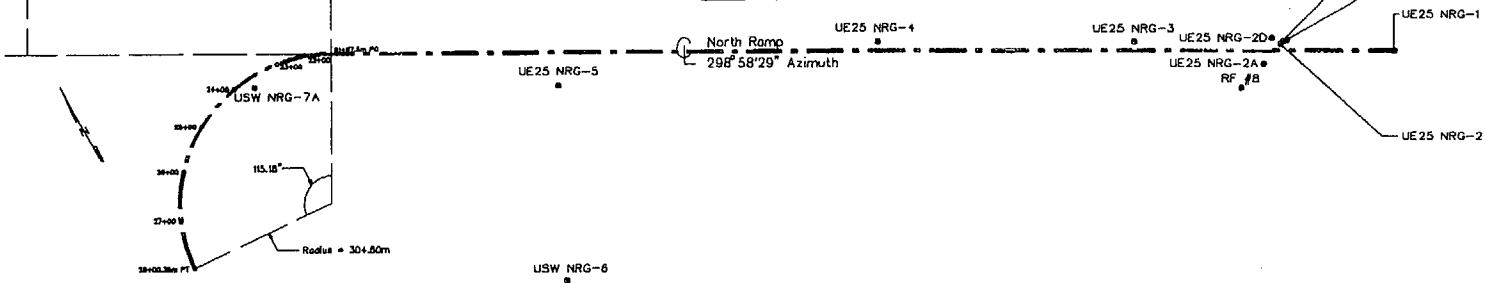 UE25 NRG-1
UE25 NRG-4
UE25 NRG-3
UE25 NRG-2D
North Ramp
298°58'29" Azimuth
UE25 NRG-5
UE25 NRG-2A
RF #8
USW NRG-7A
UE25 NRG-2
115.18°
27+00
Radius = 304.80m
USW NRG-6